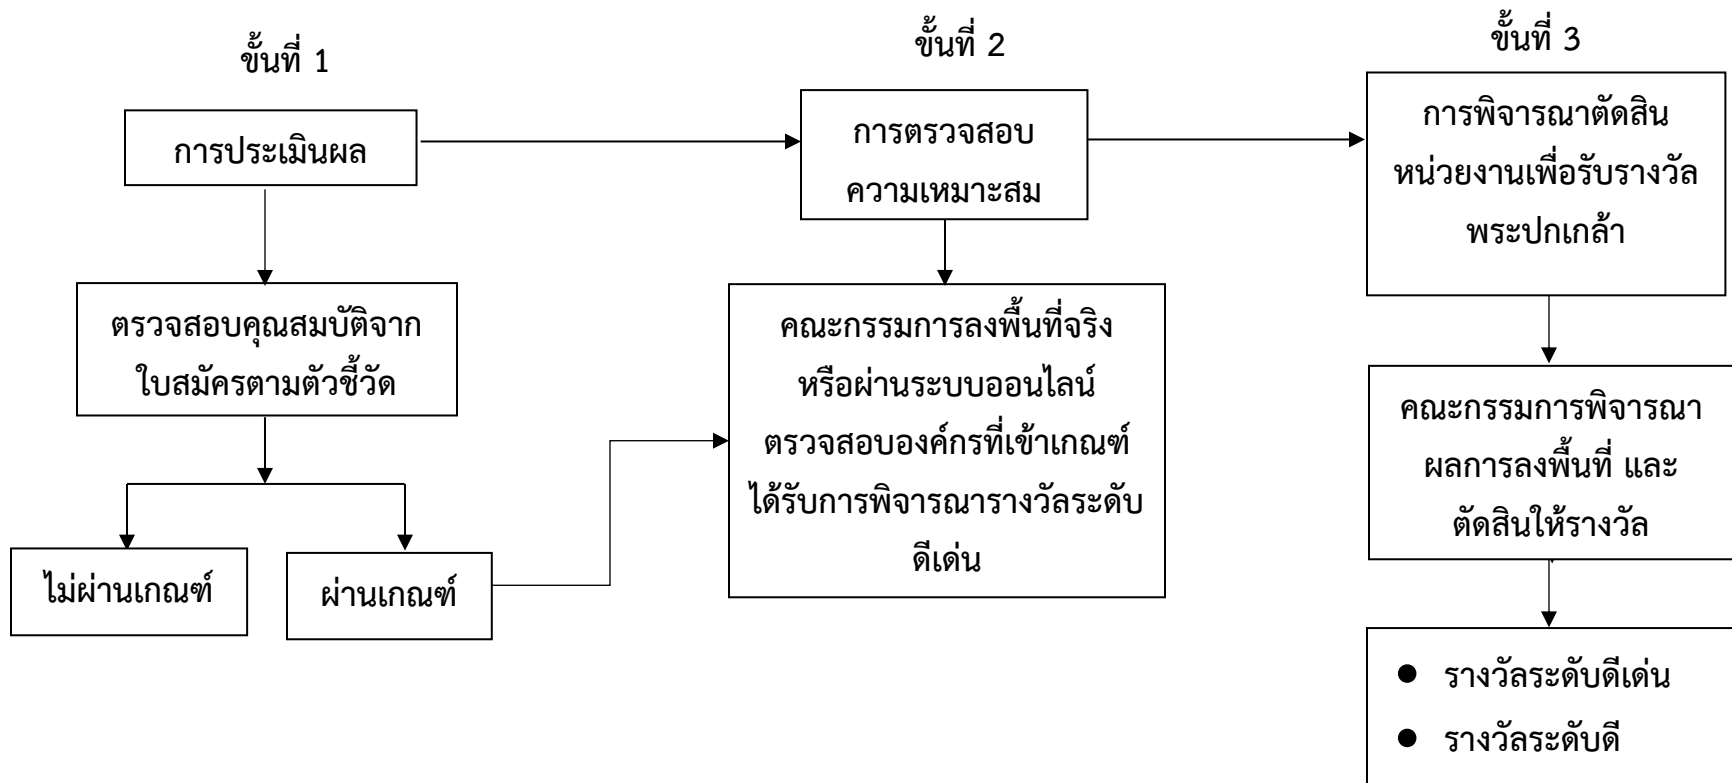 ขั้นที่ 1
การประเมินผล
ตรวจสอบคุณสมบัติจาก
ใบสมัครตามตัวชี้วัด
ไม่ผ่านเกณฑ์
ผ่านเกณฑ์
ขั้นที่ 2
การตรวจสอบ
ความเหมาะสม
คณะกรรมการลงพื้นที่จริง
หรือผ่านระบบออนไลน์
ตรวจสอบองค์กรที่เข้าเกณฑ์
ได้รับการพิจารณารางวัลระดับ
ดีเด่น
ขั้นที่ 3
การพิจารณาตัดสิน
หน่วยงานเพื่อรับรางวัล
พระปกเกล้า
คณะกรรมการพิจารณา
ผลการลงพื้นที่ และ
ตัดสินให้รางวัล
● รางวัลระดับดีเด่น
● รางวัลระดับดี